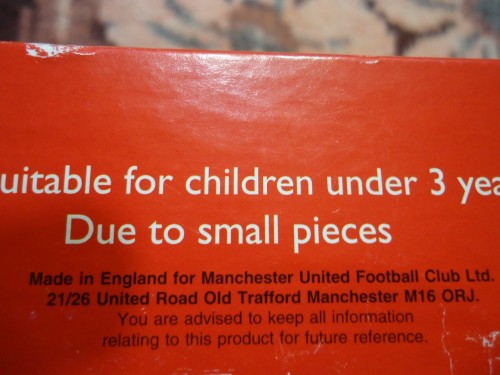 uitable for children under 3 yea
Due to small pieces
Made in England for Manchester United Football Club Ltd.
21/26 United Road Old Trafford Manchester M16 ORJ.
You are advised to keep all information
relating to this product for future reference.